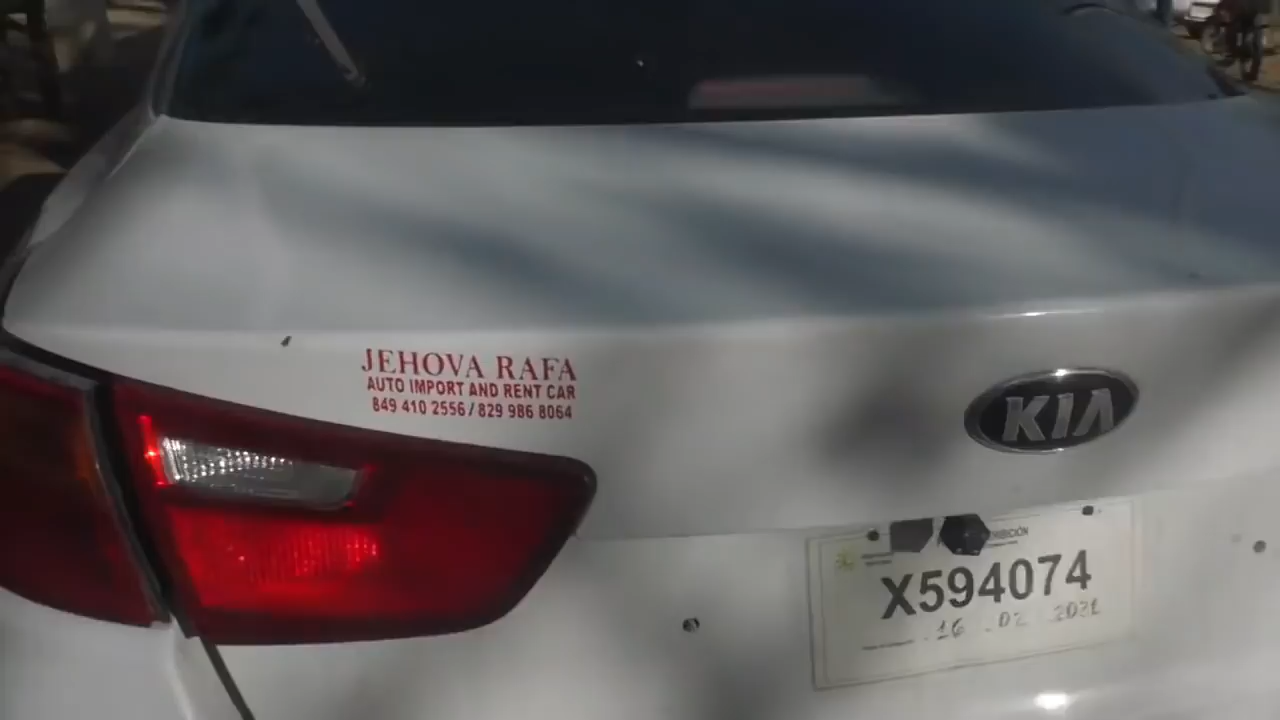 JEHOVA RAFA
AUTO IMPORT AND RENT CAR
849 410 2556 / 829 986 8064
KIA
X594074
16 . 02 . 2021